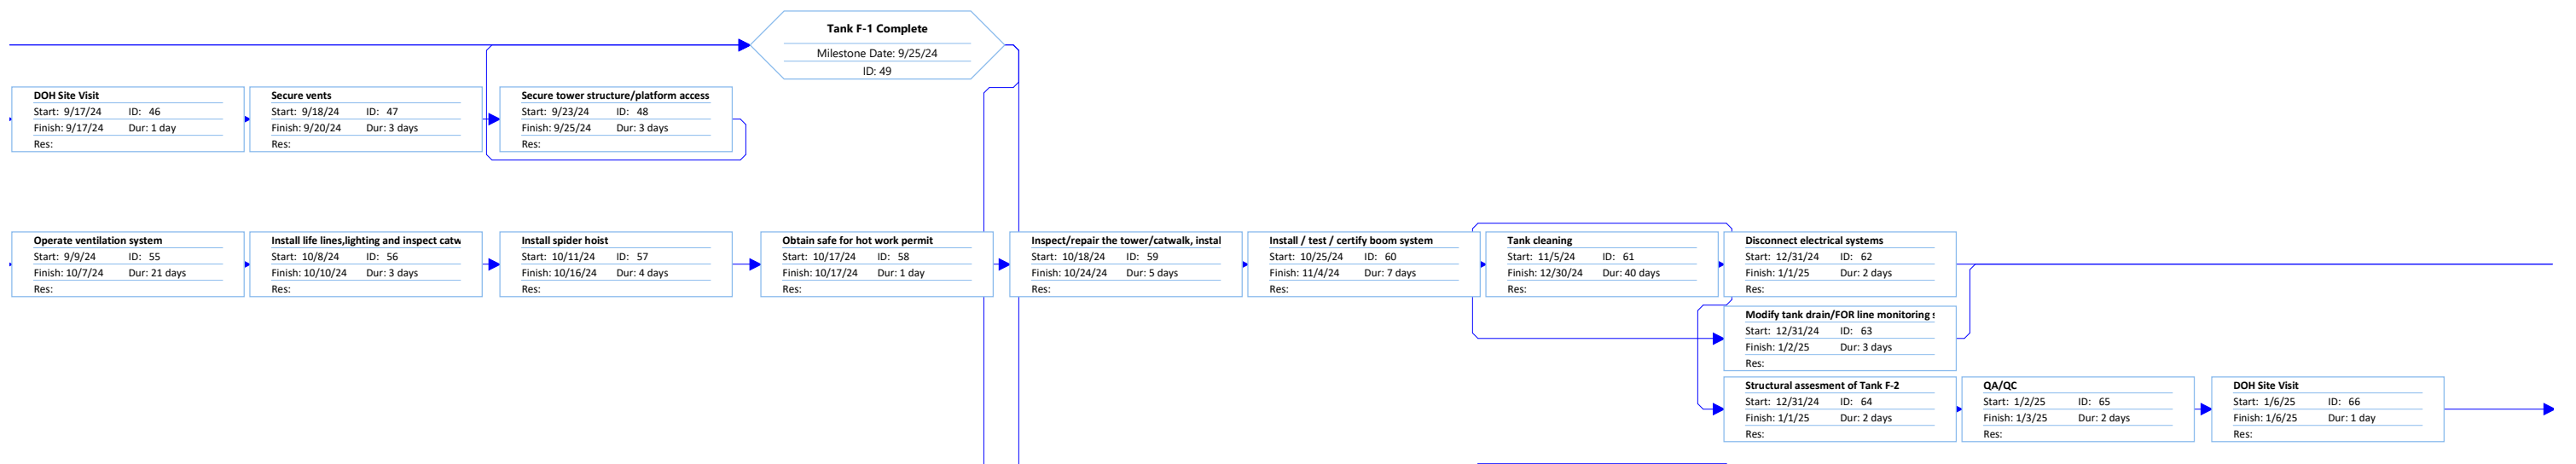 Tank F-1 Complete
Milestone Date: 9/25/24
ID: 49
DOH Site Visit
Start: 9/17/24 ID: 46
Finish: 9/17/24 Dur: 1 day
Res:
Secure vents
Start: 9/18/24 ID: 47
Finish: 9/20/24 Dur: 3 days
Res:
Secure tower structure/platform access
Start: 9/23/24 ID: 48
Finish: 9/25/24 Dur: 3 days
Res:
Operate ventilation system
Start: 9/9/24 ID: 55
Finish: 10/7/24 Dur: 21 days
Res:
Install life lines,lighting and inspect catw
Start: 10/8/24 ID: 56
Finish: 10/10/24 Dur: 3 days
Res:
Install spider hoist
Start: 10/11/24 ID: 57
Finish: 10/16/24 Dur: 4 days
Res:
Obtain safe for hot work permit
Start: 10/17/24 ID: 58
Finish: 10/17/24 Dur: 1 day
Res:
Inspect/repair the tower/catwalk, instal
Start: 10/18/24 ID: 59
Finish: 10/24/24 Dur: 5 days
Res:
Install / test / certify boom system
Start: 10/25/24 ID: 60
Finish: 11/4/24 Dur: 7 days
Res:
Tank cleaning
Start: 11/5/24 ID: 61
Finish: 12/30/24 Dur: 40 days
Res:
Disconnect electrical systems
Start: 12/31/24 ID: 62
Finish: 1/1/25 Dur: 2 days
Res:
Modify tank drain/FOR line monitoring s
Start: 12/31/24 ID: 63
Finish: 1/2/25 Dur: 3 days
Res:
Structural assesment of Tank F-2
Start: 12/31/24 ID: 64
Finish: 1/1/25 Dur: 2 days
Res:
QA/QC
Start: 1/2/25 ID: 65
Finish: 1/3/25 Dur: 2 days
Res:
DOH Site Visit
Start: 1/6/25 ID: 66
Finish: 1/6/25 Dur: 1 day
Res: